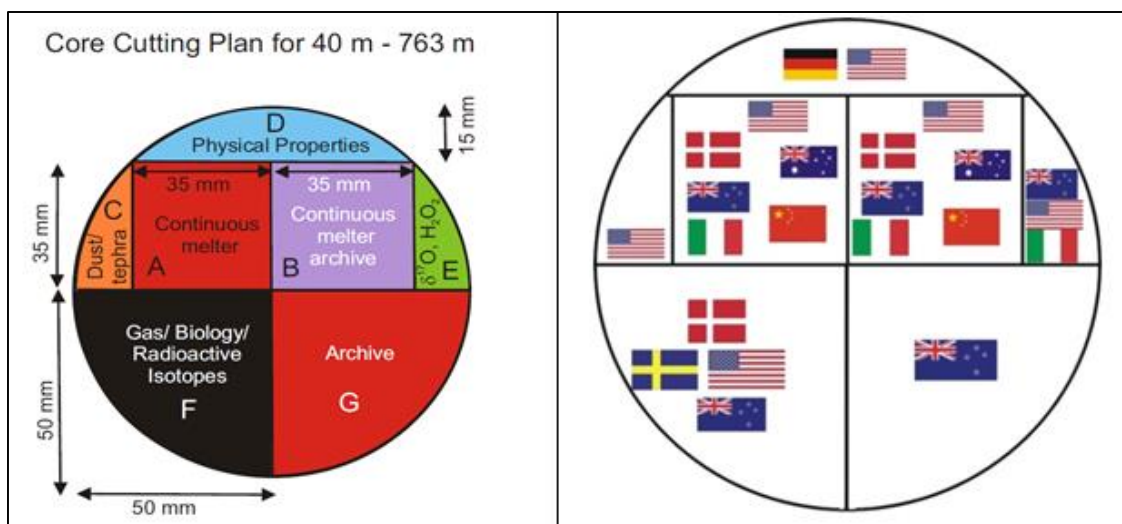 Core Cutting Plan for 40 m - 763 m
D
Physical Properties
15 mm
35 mm
35 mm
35 mm
C
Dust/
tephra
Continuous
melter
A
Continuous
melter
archive
B
δ¹⁷O, H₂O₂
E
Gas/ Biology/
Radioactive
Isotopes
F
Archive
G
50 mm
50 mm